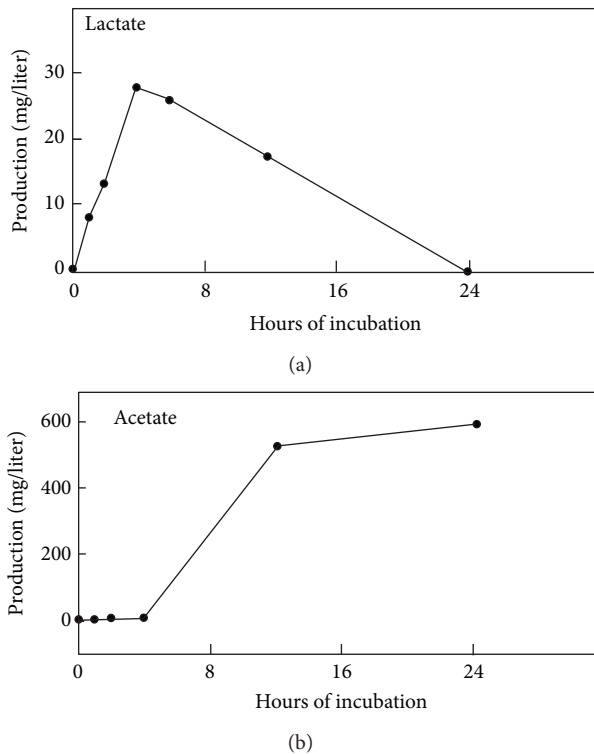 Lactate
Production (mg/liter)
30
20
10
0
0 8 16 24
Hours of incubation
(a)
Acetate
Production (mg/liter)
600
400
200
0
0 8 16 24
Hours of incubation
(b)